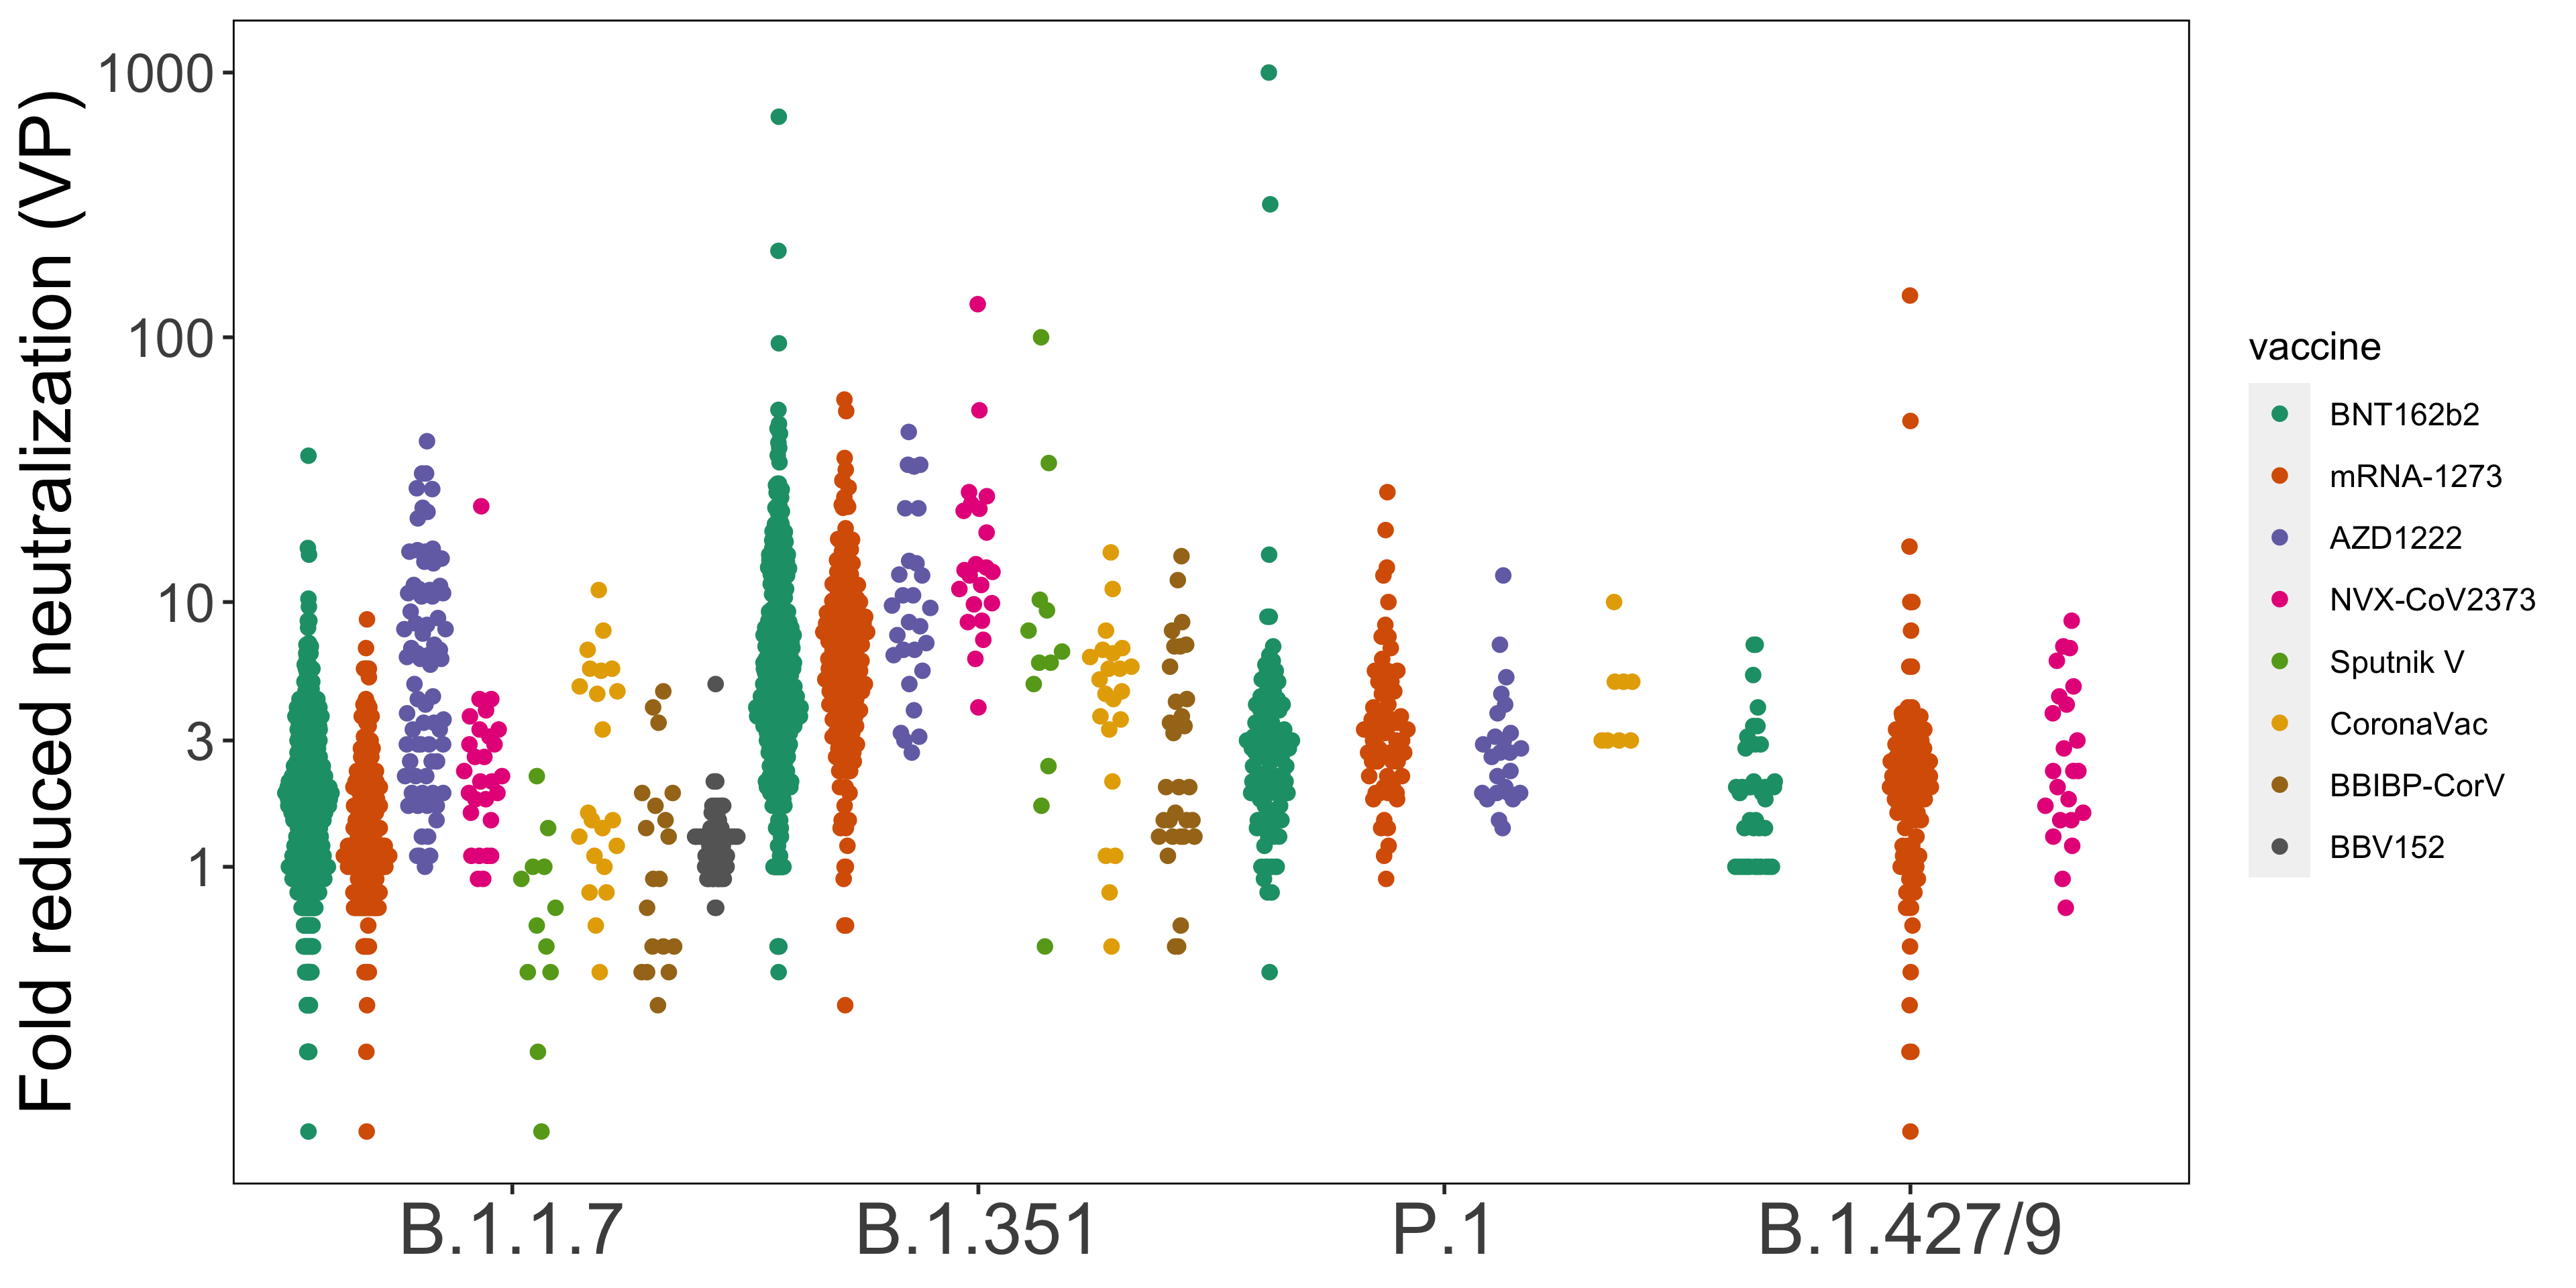 Fold reduced neutralization (VP)
1000
100
10
3
1
B.1.1.7
B.1.351
P.1
B.1.427/9
vaccine
BNT162b2
mRNA-1273
AZD1222
NVX-CoV2373
Sputnik V
CoronaVac
BBIBP-CorV
BBV152